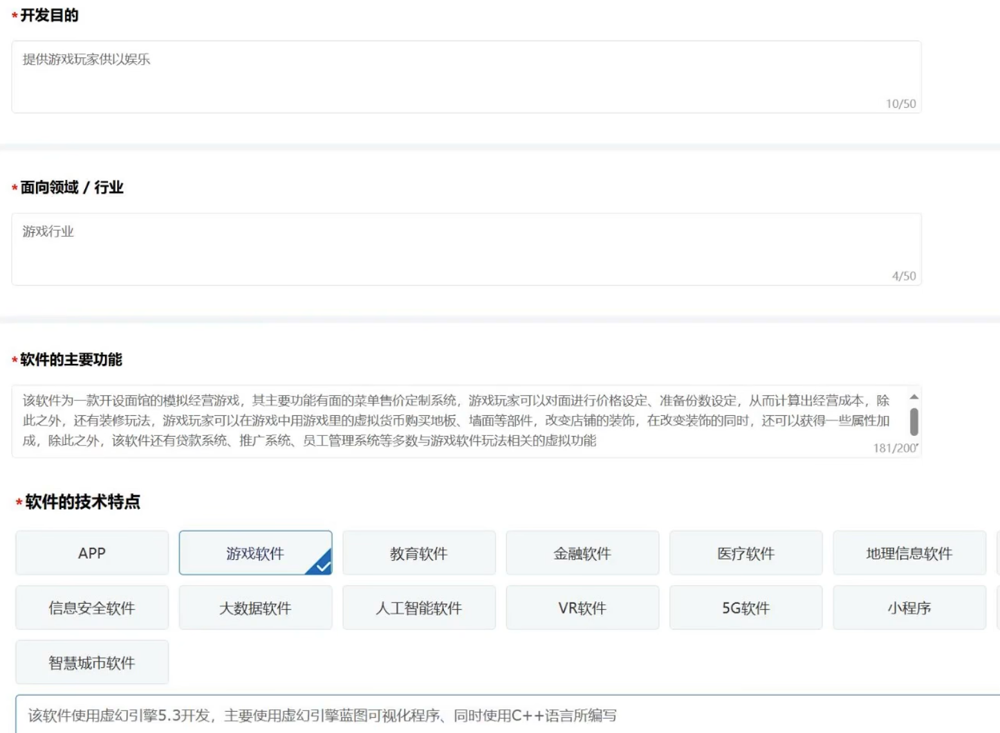 *开发目的
提供游戏玩家供以娱乐
10/50
*面向领域 / 行业
游戏行业
4/50
*软件的主要功能
该软件为一款开设面馆的模拟经营游戏，其主要功能有面的菜单售价定制系统，游戏玩家可以对面进行价格设定、准备份数设定，从而计算出经营成本，除
此之外，还有装修玩法，游戏玩家可以在游戏中用游戏里的虚拟货币购买地板、墙面等部件，改变店铺的装饰，在改变装饰的同时，还可以获得一些属性加
成，除此之外，该软件还有贷款系统、推广系统、员工管理系统等多数与游戏软件玩法相关的虚拟功能
181/200
*软件的技术特点
APP 游戏软件 教育软件 金融软件 医疗软件 地理信息软件
信息安全软件 大数据软件 人工智能软件 VR软件 5G软件 小程序
智慧城市软件
该软件使用虚幻引擎5.3开发，主要使用虚幻引擎蓝图可视化程序、同时使用C++语言所编写